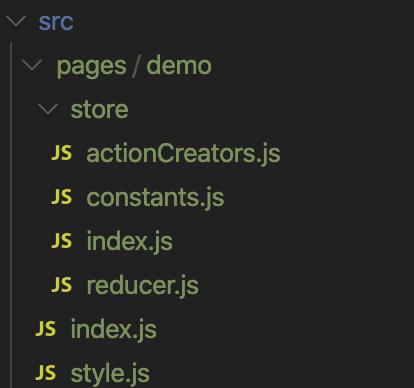 src
pages / demo
store
JS actionCreators.js
JS constants.js
JS index.js
JS reducer.js
JS index.js
JS style.js